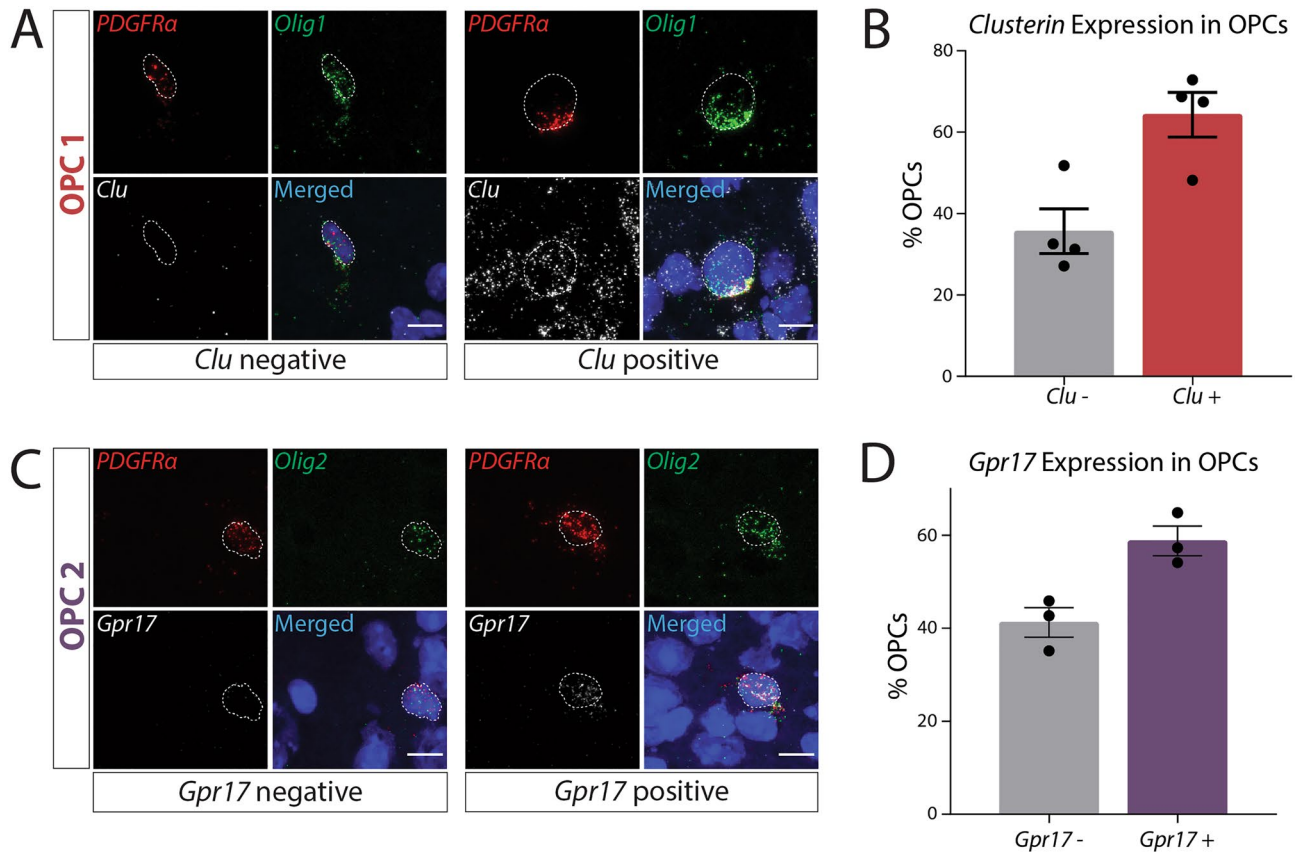 A
OPC 1
PDGFRα
Olig1
PDGFRα
Olig1
Clu
Merged
Clu
Merged
Clu negative
Clu positive
B
Clusterin Expression in OPCs
% OPCs
80
60
40
20
0
Clu -
Clu +
C
OPC 2
PDGFRα
Olig2
PDGFRα
Olig2
Gpr17
Merged
Gpr17
Merged
Gpr17 negative
Gpr17 positive
D
Gpr17 Expression in OPCs
% OPCs
60
40
20
0
Gpr17 -
Gpr17 +